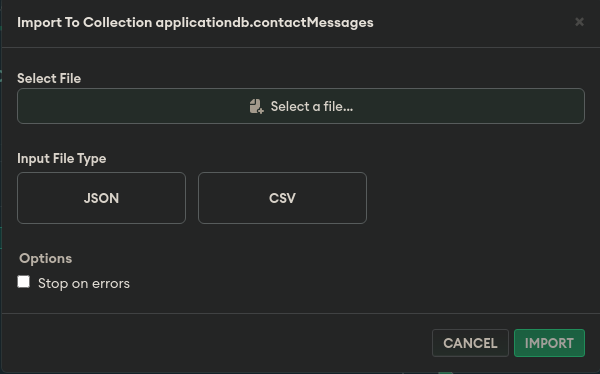 Import To Collection applicationdb.contactMessages
×
Select File
Select a file...
Input File Type
JSON
CSV
Options
Stop on errors
CANCEL
IMPORT